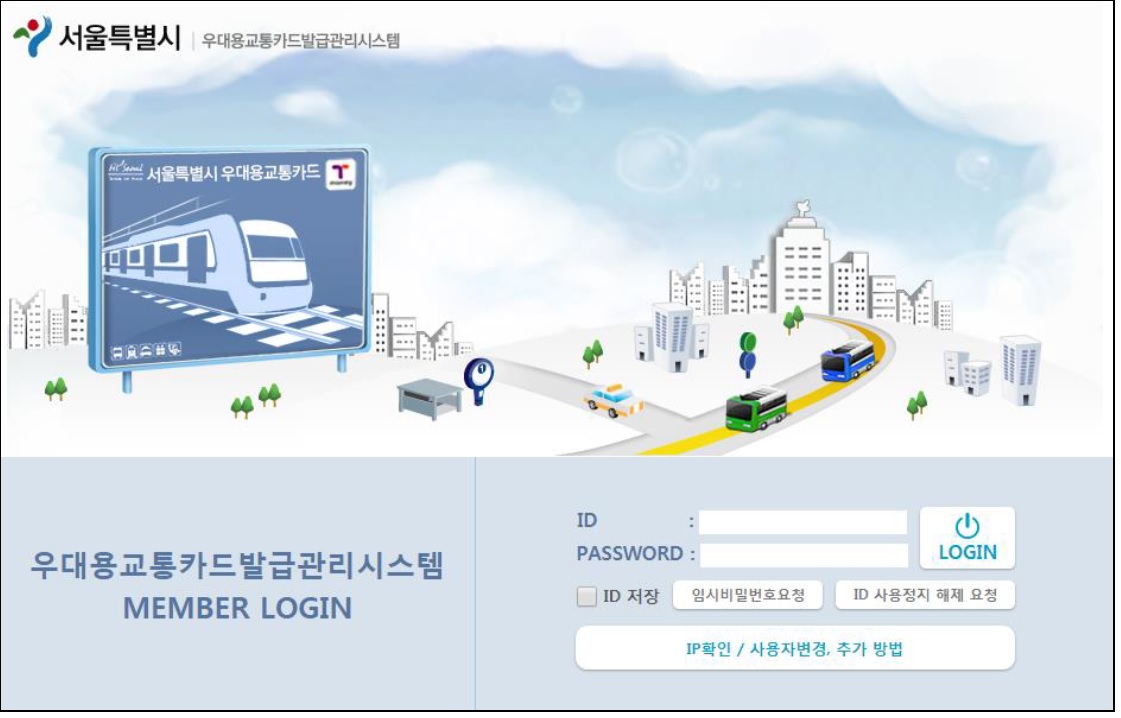 서울특별시 | 우대용교통카드발급관리시스템
Hi Seoul 서울특별시 우대용교통카드 T
1
우대용교통카드발급관리시스템
MEMBER LOGIN
ID :
PASSWORD :
LOGIN
ID 저장
임시비밀번호요청
ID 사용정지 해제 요청
IP확인 / 사용자변경, 추가 방법